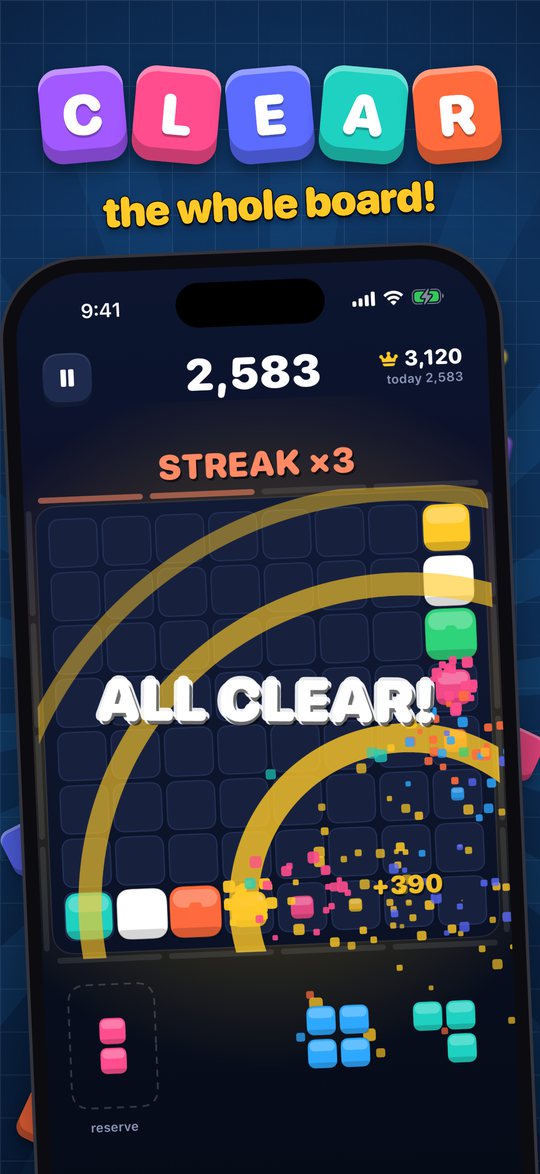 CLEAR
the whole board!
9:41
2,583
3,120
today 2,583
STREAK ×3
ALL CLEAR!
+390
reserve